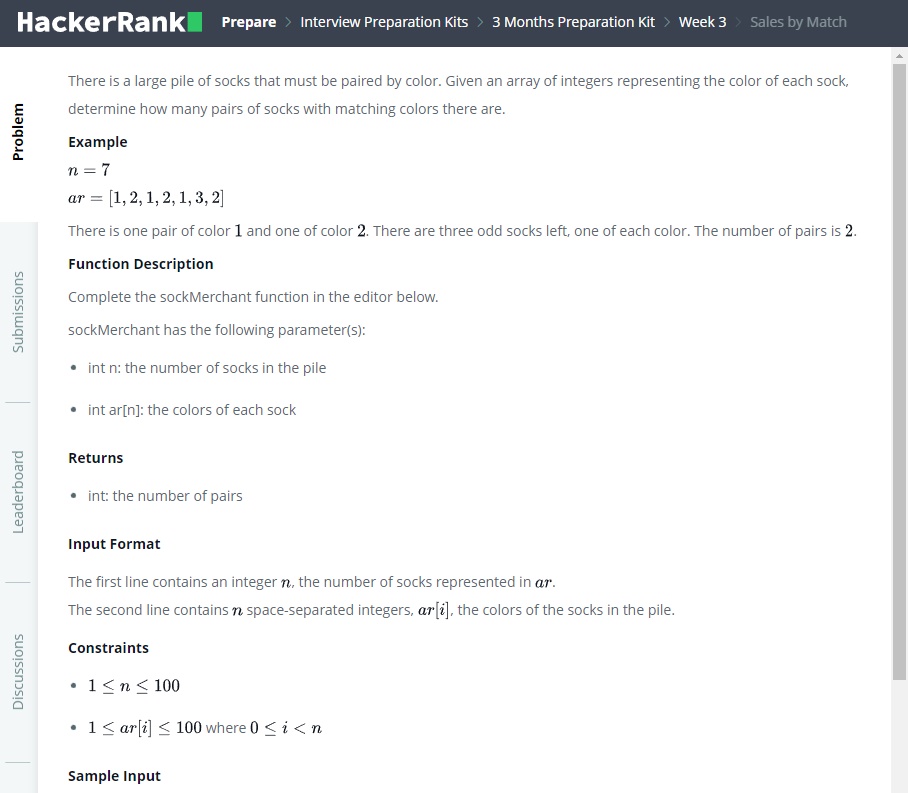 HackerRank Prepare > Interview Preparation Kits > 3 Months Preparation Kit > Week 3 > Sales by Match
Problem
Submissions
Leaderboard
Discussions
There is a large pile of socks that must be paired by color. Given an array of integers representing the color of each sock,
determine how many pairs of socks with matching colors there are.
Example
n = 7
ar = [1, 2, 1, 2, 1, 3, 2]
There is one pair of color 1 and one of color 2. There are three odd socks left, one of each color. The number of pairs is 2.
Function Description
Complete the sockMerchant function in the editor below.
sockMerchant has the following parameter(s):
• int n: the number of socks in the pile
• int ar[n]: the colors of each sock
Returns
• int: the number of pairs
Input Format
The first line contains an integer n, the number of socks represented in ar.
The second line contains n space-separated integers, ar[i], the colors of the socks in the pile.
Constraints
• 1 ≤ n ≤ 100
• 1 ≤ ar[i] ≤ 100 where 0 ≤ i < n
Sample Input